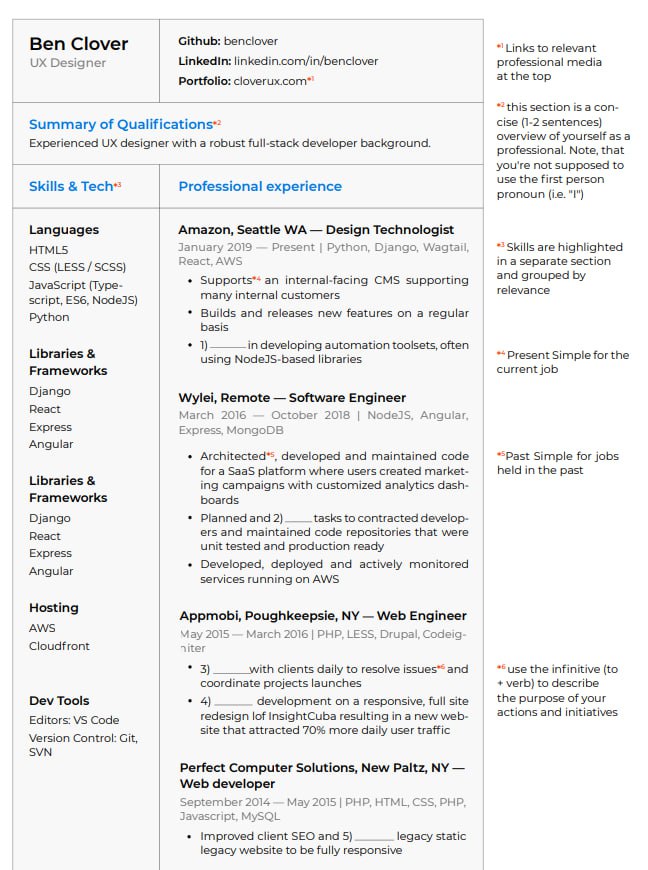 Ben Clover
UX Designer
Github: benclover
LinkedIn: linkedin.com/in/benclover
Portfolio: cloverux.com*1
*1 Links to relevant
professional media
at the top
Summary of Qualifications*2
Experienced UX designer with a robust full-stack developer background.
*2 this section is a con-
cise (1-2 sentences)
overview of yourself as a
professional. Note, that
you're not supposed to
use the first person
pronoun (i.e. "I")
Skills & Tech*3
Languages
HTML5
CSS (LESS / SCSS)
JavaScript (Type-
script, ES6, NodeJS)
Python
Libraries &
Frameworks
Django
React
Express
Angular
Libraries &
Frameworks
Django
React
Express
Angular
Hosting
AWS
Cloudfront
Dev Tools
Editors: VS Code
Version Control: Git,
SVN
Professional experience
Amazon, Seattle WA — Design Technologist
January 2019 — Present | Python, Django, Wagtail,
React, AWS
• Supports*4 an internal-facing CMS supporting
many internal customers
• Builds and releases new features on a regular
basis
• 1) ______ in developing automation toolsets, often
using NodeJS-based libraries
Wylei, Remote — Software Engineer
March 2016 — October 2018 | NodeJS, Angular,
Express, MongoDB
• Architected*5, developed and maintained code
for a SaaS platform where users created market-
ing campaigns with customized analytics dash-
boards
• Planned and 2) _____ tasks to contracted develop-
ers and maintained code repositories that were
unit tested and production ready
• Developed, deployed and actively monitored
services running on AWS
Appmobi, Poughkeepsie, NY — Web Engineer
May 2015 — March 2016 | PHP, LESS, Drupal, Codeig-
niter
• 3) ______with clients daily to resolve issues*6 and
coordinate projects launches
• 4) ______ development on a responsive, full site
redesign lof InsightCuba resulting in a new web-
site that attracted 70% more daily user traffic
Perfect Computer Solutions, New Paltz, NY —
Web developer
September 2014 — May 2015 | PHP, HTML, CSS, PHP,
Javascript, MySQL
• Improved client SEO and 5) ______ legacy static
legacy website to be fully responsive
*3 Skills are highlighted
in a separate section
and grouped by
relevance
*4 Present Simple for the
current job
*5Past Simple for jobs
held in the past
*6 use the infinitive (to
+ verb) to describe
the purpose of your
actions and initiatives